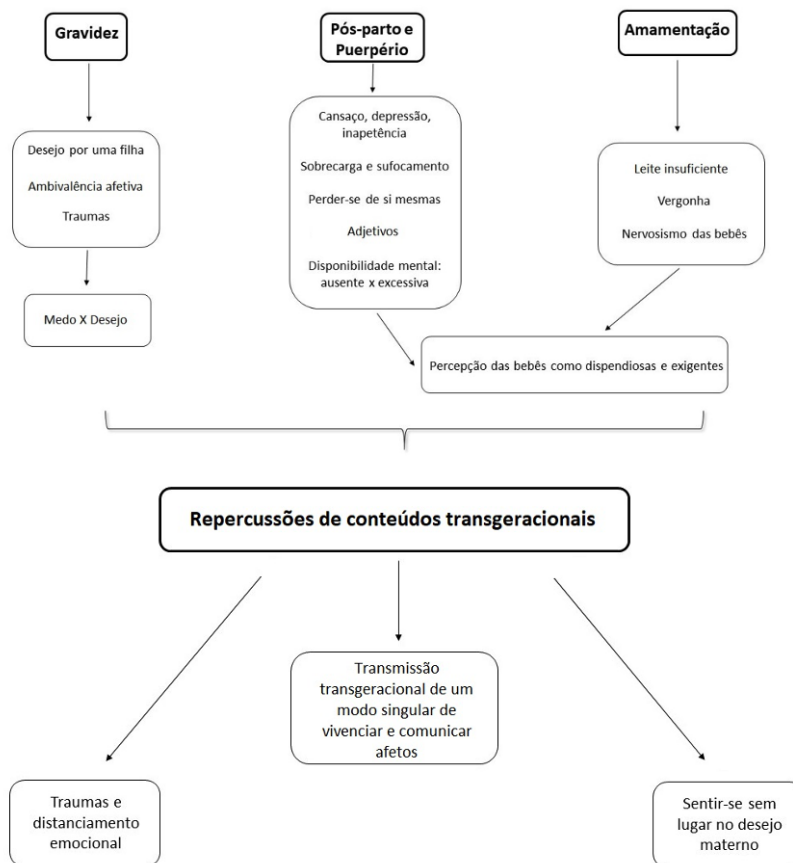 Gravidez
Pós-parto e
Puerpério
Amamentação
Desejo por uma filha
Ambivalência afetiva
Traumas
Medo X Desejo
Cansaço, depressão,
inapetência
Sobrecarga e sufocamento
Perder-se de si mesmas
Adjetivos
Disponibilidade mental:
ausente x excessiva
Leite insuficiente
Vergonha
Nervosismo das bebês
Percepção das bebês como dispendiosas e exigentes
Repercussões de conteúdos transgeracionais
Traumas e
distanciamento
emocional
Transmissão
transgeracional de um
modo singular de
vivenciar e comunicar
afetos
Sentir-se sem
lugar no desejo
materno